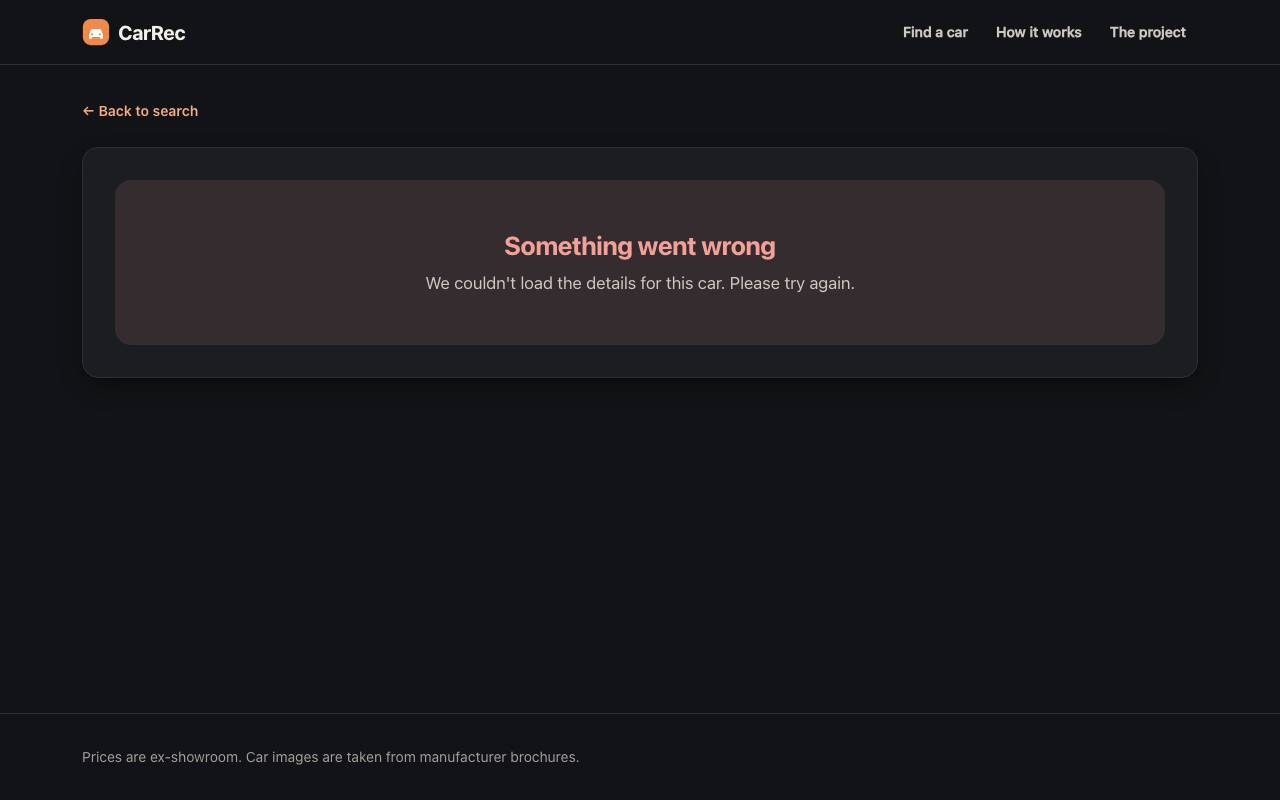 CarRec
Find a car
How it works
The project
← Back to search
Something went wrong
We couldn't load the details for this car. Please try again.
Prices are ex-showroom. Car images are taken from manufacturer brochures.